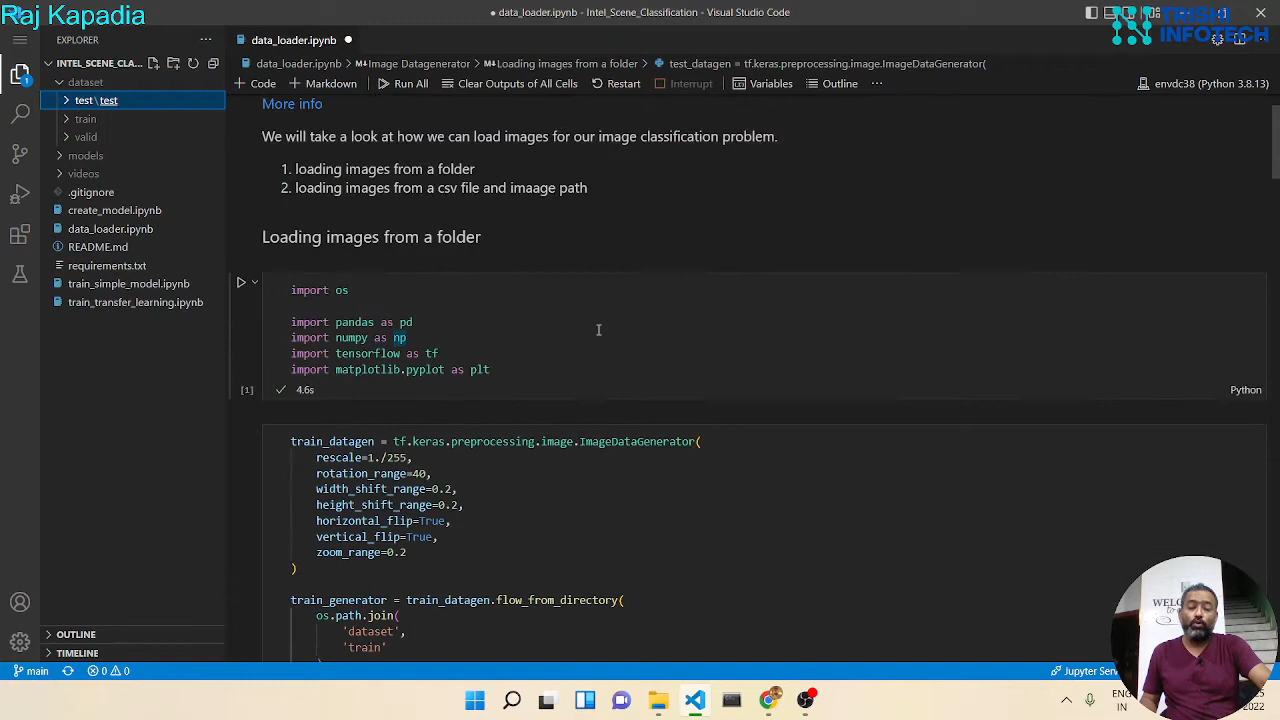 Raj Kapadia
● data_loader.ipynb - Intel_Scene_Classification - Visual Studio Code
TRISHI
INFOTECH
EXPLORER
data_loader.ipynb
INTEL_SCENE_CLA...
data_loader.ipynb > Image Datagenerator > Loading images from a folder > test_datagen = tf.keras.preprocessing.image.ImageDataGenerator(
Code Markdown Run All Clear Outputs of All Cells Restart Interrupt Variables Outline ... envdc38 (Python 3.8.13)
dataset
test\test
train
valid
models
videos
.gitignore
create_model.ipynb
data_loader.ipynb
README.md
requirements.txt
train_simple_model.ipynb
train_transfer_learning.ipynb
OUTLINE
TIMELINE
More info
We will take a look at how we can load images for our image classification problem.
1. loading images from a folder
2. loading images from a csv file and imaage path
Loading images from a folder
import os
import pandas as pd
import numpy as np
import tensorflow as tf
import matplotlib.pyplot as plt
[1] 4.6s Python
train_datagen = tf.keras.preprocessing.image.ImageDataGenerator(
rescale=1./255,
rotation_range=40,
width_shift_range=0.2,
height_shift_range=0.2,
horizontal_flip=True,
vertical_flip=True,
zoom_range=0.2
)
train_generator = train_datagen.flow_from_directory(
os.path.join(
'dataset',
'train'
main 0 0 Jupyter Serv
WEL
ENG
IN
2022